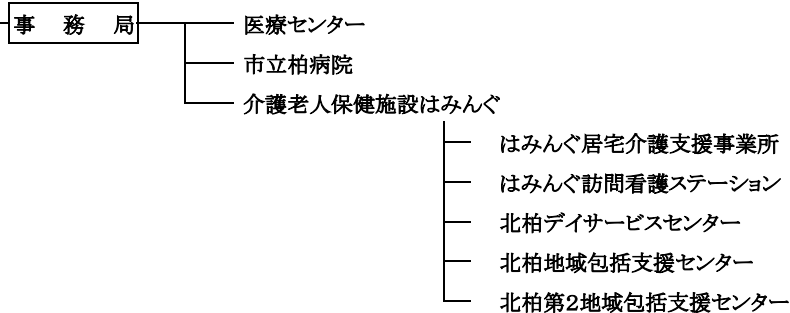 事 務 局
医療センター
市立柏病院
介護老人保健施設はみんぐ
はみんぐ居宅介護支援事業所
はみんぐ訪問看護ステーション
北柏デイサービスセンター
北柏地域包括支援センター
北柏第2地域包括支援センター